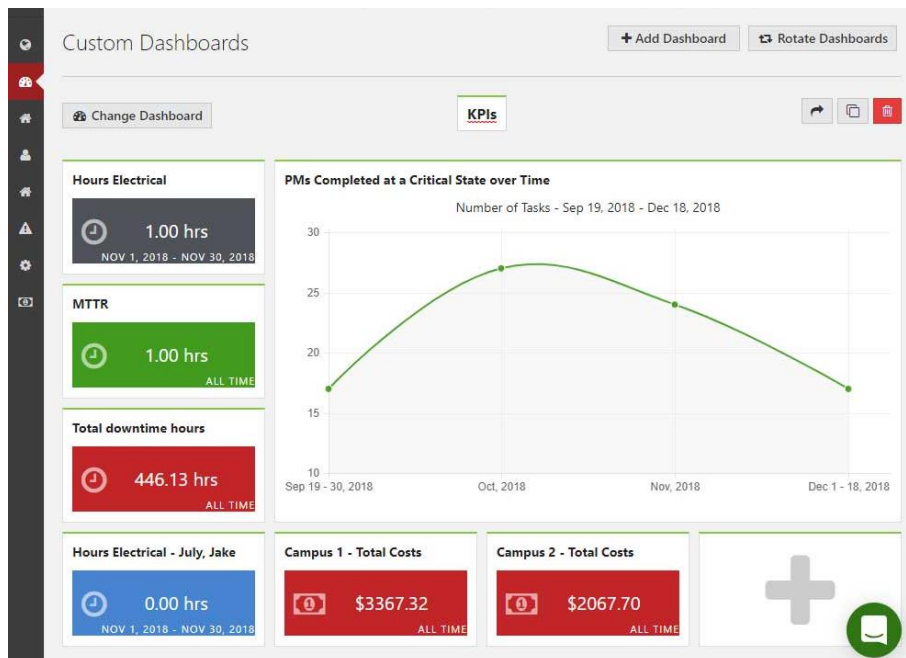 Custom Dashboards
Add Dashboard
Rotate Dashboards
Change Dashboard
KPIs
Hours Electrical
1.00 hrs
NOV 1, 2018 - NOV 30, 2018
MTTR
1.00 hrs
ALL TIME
Total downtime hours
446.13 hrs
ALL TIME
PMs Completed at a Critical State over Time
Number of Tasks - Sep 19, 2018 - Dec 18, 2018
30
25
20
15
10
Sep 19 - 30, 2018
Oct, 2018
Nov, 2018
Dec 1 - 18, 2018
Hours Electrical - July, Jake
0.00 hrs
NOV 1, 2018 - NOV 30, 2018
Campus 1 - Total Costs
$3367.32
ALL TIME
Campus 2 - Total Costs
$2067.70
ALL TIME